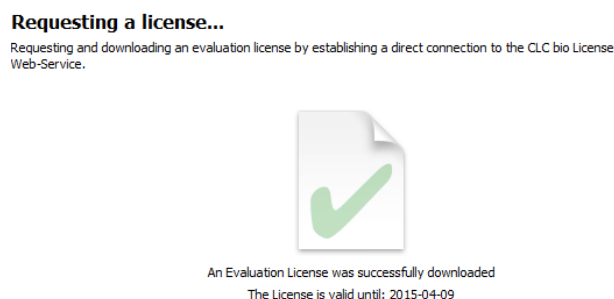 Requesting a license...
Requesting and downloading an evaluation license by establishing a direct connection to the CLC bio License
Web-Service.
An Evaluation License was successfully downloaded
The License is valid until: 2015-04-09